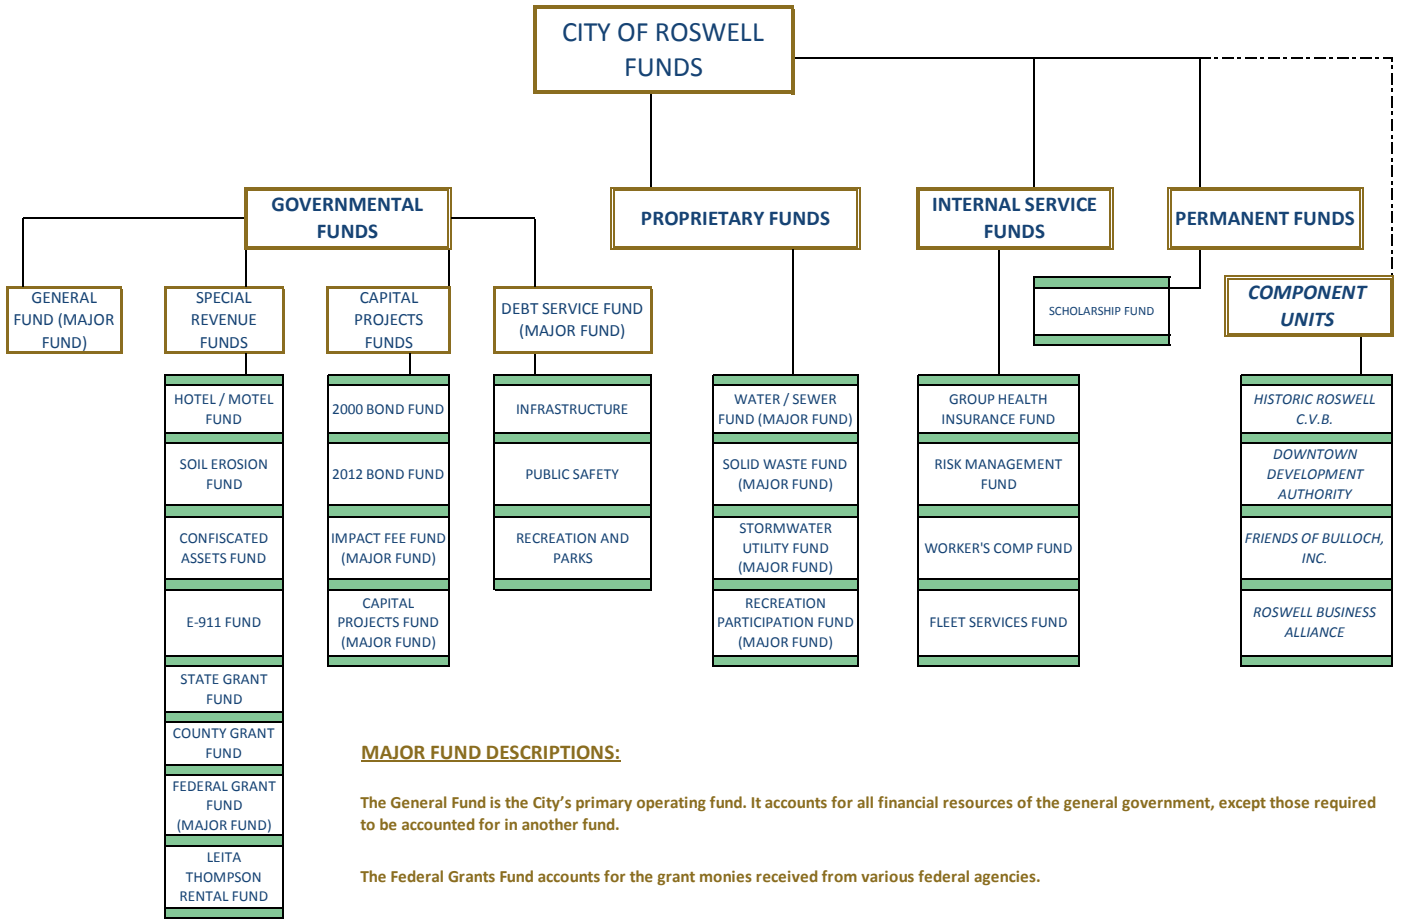 CITY OF ROSWELL
FUNDS
GOVERNMENTAL
FUNDS
PROPRIETARY FUNDS
INTERNAL SERVICE
FUNDS
PERMANENT FUNDS
GENERAL
FUND (MAJOR
FUND)
SPECIAL
REVENUE
FUNDS
CAPITAL
PROJECTS
FUNDS
DEBT SERVICE FUND
(MAJOR FUND)
SCHOLARSHIP FUND
COMPONENT
UNITS
HOTEL / MOTEL
FUND
SOIL EROSION
FUND
CONFISCATED
ASSETS FUND
E-911 FUND
STATE GRANT
FUND
COUNTY GRANT
FUND
FEDERAL GRANT
FUND
(MAJOR FUND)
LEITA
THOMPSON
RENTAL FUND
2000 BOND FUND
2012 BOND FUND
IMPACT FEE FUND
(MAJOR FUND)
CAPITAL
PROJECTS FUND
(MAJOR FUND)
INFRASTRUCTURE
PUBLIC SAFETY
RECREATION AND
PARKS
WATER / SEWER
FUND (MAJOR FUND)
SOLID WASTE FUND
(MAJOR FUND)
STORMWATER
UTILITY FUND
(MAJOR FUND)
RECREATION
PARTICIPATION FUND
(MAJOR FUND)
GROUP HEALTH
INSURANCE FUND
RISK MANAGEMENT
FUND
WORKER'S COMP FUND
FLEET SERVICES FUND
HISTORIC ROSWELL
C.V.B.
DOWNTOWN
DEVELOPMENT
AUTHORITY
FRIENDS OF BULLOCH,
INC.
ROSWELL BUSINESS
ALLIANCE
MAJOR FUND DESCRIPTIONS:
The General Fund is the City’s primary operating fund. It accounts for all financial resources of the general government, except those required
to be accounted for in another fund.
The Federal Grants Fund accounts for the grant monies received from various federal agencies.